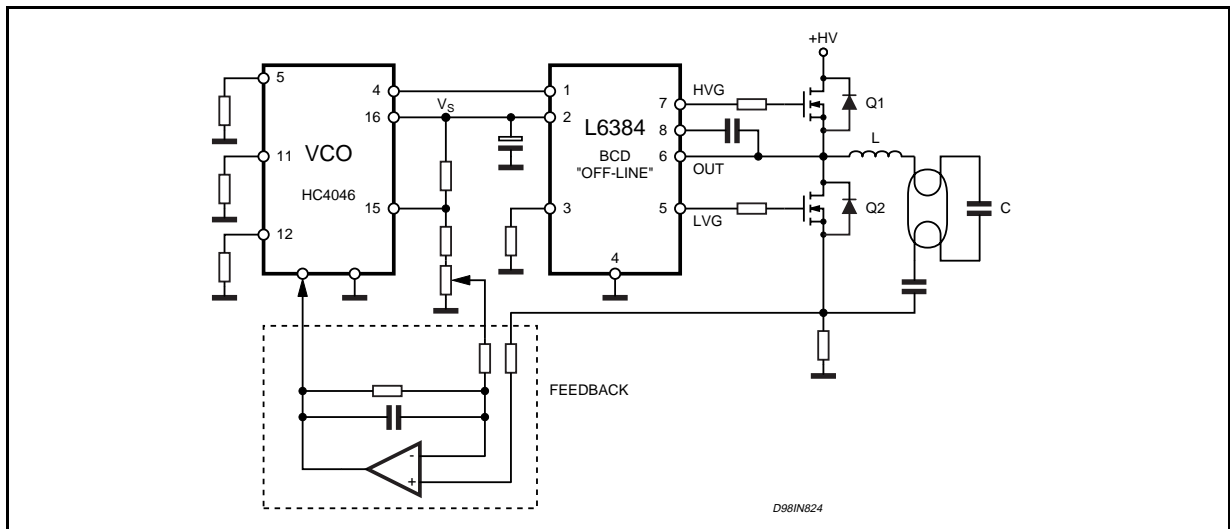 +HV
5
4
1
HVG
7
Q1
V_S
16
2
L6384
8
L
VCO
BCD
"OFF-LINE"
6
OUT
11
HC4046
Q2
15
3
5
LVG
C
12
4
FEEDBACK
-
+
D98IN824